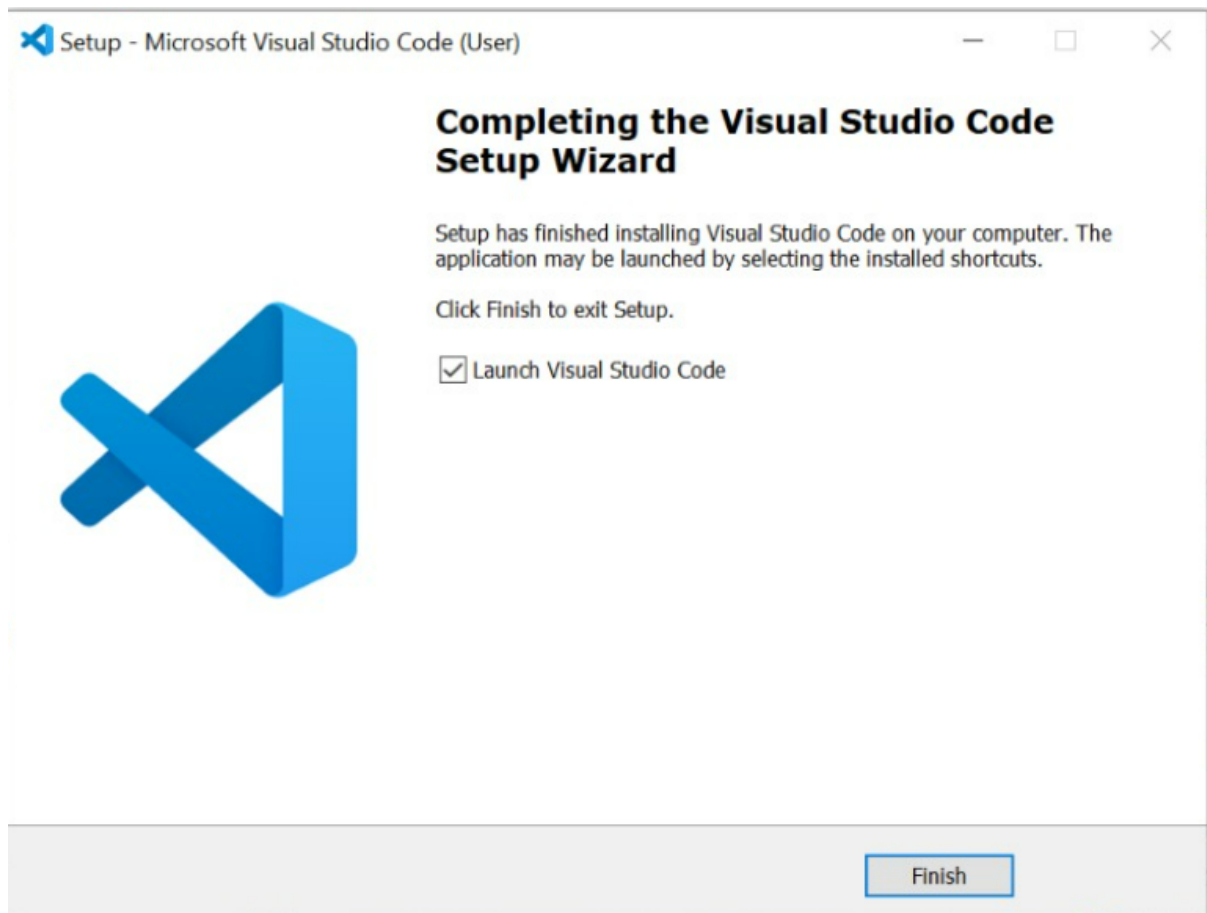 Setup - Microsoft Visual Studio Code (User)
Completing the Visual Studio Code
Setup Wizard
Setup has finished installing Visual Studio Code on your computer. The
application may be launched by selecting the installed shortcuts.
Click Finish to exit Setup.
Launch Visual Studio Code
Finish